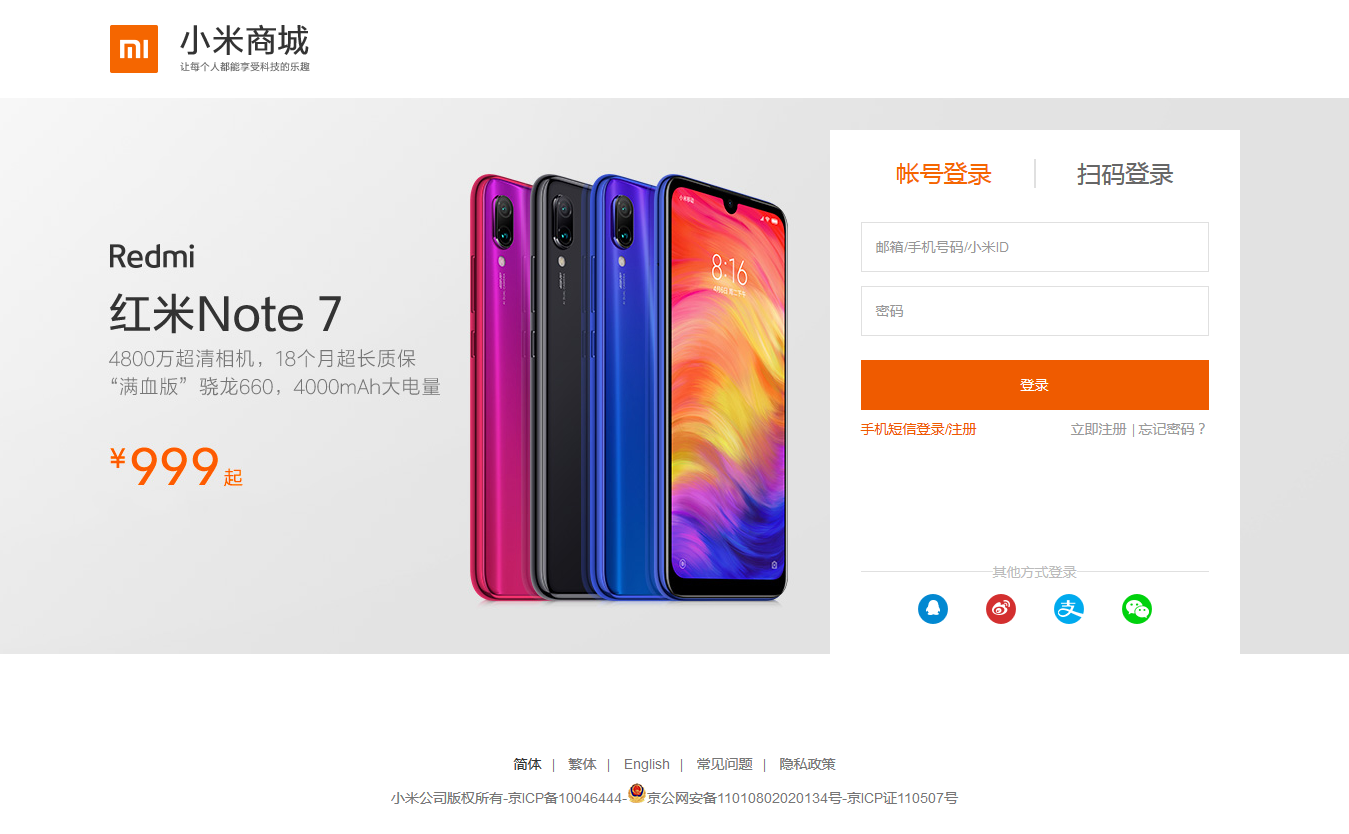 小米商城
让每个人都能享受科技的乐趣
帐号登录
扫码登录
Redmi
红米Note 7
4800万超清相机，18个月超长质保
“满血版”骁龙660，4000mAh大电量
¥999起
8:16
邮箱/手机号码/小米ID
密码
登录
手机短信登录/注册
立即注册 | 忘记密码？
其他方式登录
简体 | 繁体 | English | 常见问题 | 隐私政策
小米公司版权所有-京ICP备10046444-京公网安备11010802020134号-京ICP证110507号